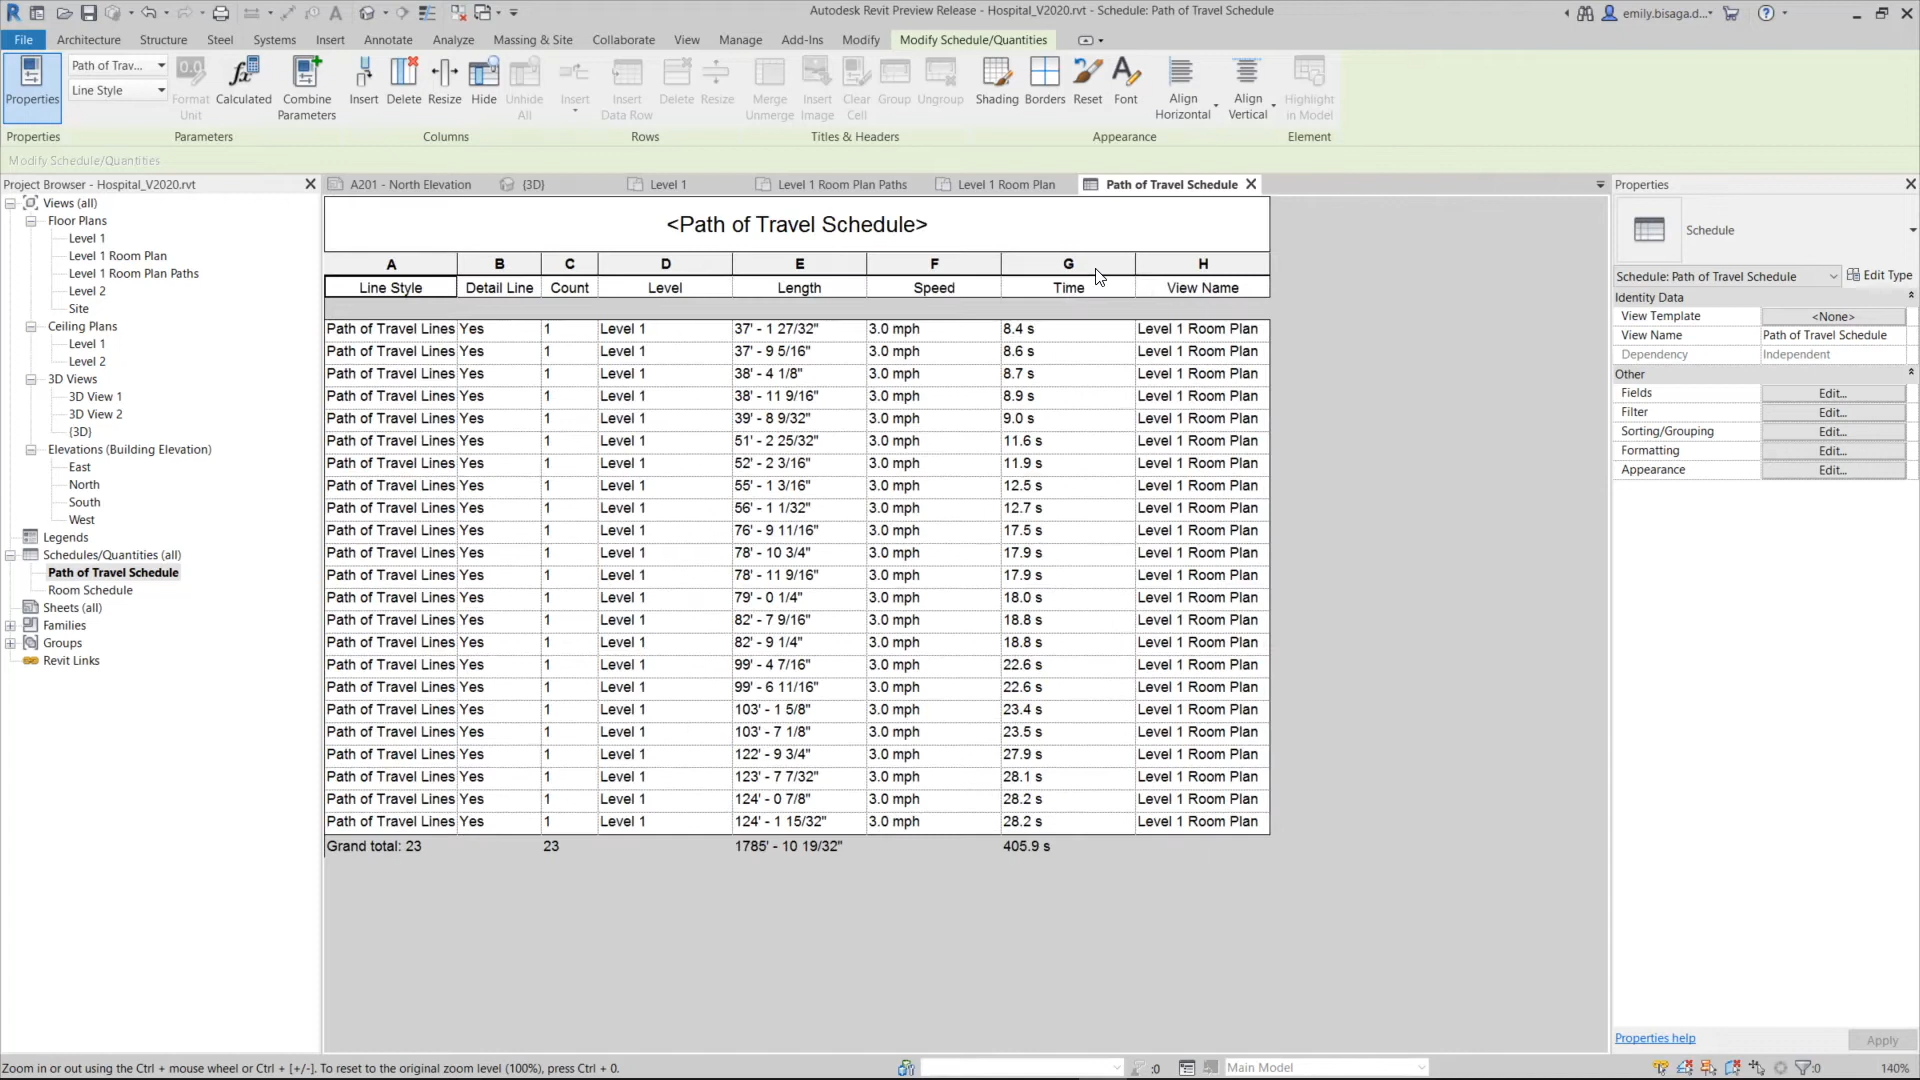 Autodesk Revit Preview Release - Hospital_V2020.rvt - Schedule: Path of Travel Schedule
emily.bisaga.d...
File Architecture Structure Steel Systems Insert Annotate Analyze Massing & Site Collaborate View Manage Add-Ins Modify Modify Schedule/Quantities
Path of Trav...
Line Style
Properties
Format Unit
Calculated
Combine Parameters
Insert
Delete
Resize
Hide
Unhide All
Insert
Insert Data Row
Delete
Resize
Merge Unmerge
Insert Image
Clear Cell
Group
Ungroup
Shading
Borders
Reset
Font
Align Horizontal
Align Vertical
Highlight in Model
Properties Parameters Columns Rows Titles & Headers Appearance Element
Modify Schedule/Quantities
Project Browser - Hospital_V2020.rvt
Views (all)
Floor Plans
Level 1
Level 1 Room Plan
Level 1 Room Plan Paths
Level 2
Site
Ceiling Plans
Level 1
Level 2
3D Views
3D View 1
3D View 2
{3D}
Elevations (Building Elevation)
East
North
South
West
Legends
Schedules/Quantities (all)
Path of Travel Schedule
Room Schedule
Sheets (all)
Families
Groups
Revit Links
A201 - North Elevation {3D} Level 1 Level 1 Room Plan Paths Level 1 Room Plan Path of Travel Schedule
<Path of Travel Schedule>
A B C D E F G H
Line Style Detail Line Count Level Length Speed Time View Name
Path of Travel Lines Yes 1 Level 1 37' - 1 27/32" 3.0 mph 8.4 s Level 1 Room Plan
Path of Travel Lines Yes 1 Level 1 37' - 9 5/16" 3.0 mph 8.6 s Level 1 Room Plan
Path of Travel Lines Yes 1 Level 1 38' - 4 1/8" 3.0 mph 8.7 s Level 1 Room Plan
Path of Travel Lines Yes 1 Level 1 38' - 11 9/16" 3.0 mph 8.9 s Level 1 Room Plan
Path of Travel Lines Yes 1 Level 1 39' - 8 9/32" 3.0 mph 9.0 s Level 1 Room Plan
Path of Travel Lines Yes 1 Level 1 51' - 2 25/32" 3.0 mph 11.6 s Level 1 Room Plan
Path of Travel Lines Yes 1 Level 1 52' - 2 3/16" 3.0 mph 11.9 s Level 1 Room Plan
Path of Travel Lines Yes 1 Level 1 55' - 1 3/16" 3.0 mph 12.5 s Level 1 Room Plan
Path of Travel Lines Yes 1 Level 1 56' - 1 1/32" 3.0 mph 12.7 s Level 1 Room Plan
Path of Travel Lines Yes 1 Level 1 76' - 9 11/16" 3.0 mph 17.5 s Level 1 Room Plan
Path of Travel Lines Yes 1 Level 1 78' - 10 3/4" 3.0 mph 17.9 s Level 1 Room Plan
Path of Travel Lines Yes 1 Level 1 78' - 11 9/16" 3.0 mph 17.9 s Level 1 Room Plan
Path of Travel Lines Yes 1 Level 1 79' - 0 1/4" 3.0 mph 18.0 s Level 1 Room Plan
Path of Travel Lines Yes 1 Level 1 82' - 7 9/16" 3.0 mph 18.8 s Level 1 Room Plan
Path of Travel Lines Yes 1 Level 1 82' - 9 1/4" 3.0 mph 18.8 s Level 1 Room Plan
Path of Travel Lines Yes 1 Level 1 99' - 4 7/16" 3.0 mph 22.6 s Level 1 Room Plan
Path of Travel Lines Yes 1 Level 1 99' - 6 11/16" 3.0 mph 22.6 s Level 1 Room Plan
Path of Travel Lines Yes 1 Level 1 103' - 1 5/8" 3.0 mph 23.4 s Level 1 Room Plan
Path of Travel Lines Yes 1 Level 1 103' - 7 1/8" 3.0 mph 23.5 s Level 1 Room Plan
Path of Travel Lines Yes 1 Level 1 122' - 9 3/4" 3.0 mph 27.9 s Level 1 Room Plan
Path of Travel Lines Yes 1 Level 1 123' - 7 7/32" 3.0 mph 28.1 s Level 1 Room Plan
Path of Travel Lines Yes 1 Level 1 124' - 0 7/8" 3.0 mph 28.2 s Level 1 Room Plan
Path of Travel Lines Yes 1 Level 1 124' - 1 15/32" 3.0 mph 28.2 s Level 1 Room Plan
Grand total: 23 23 1785' - 10 19/32" 405.9 s
Properties
Schedule
Schedule: Path of Travel Schedule Edit Type
Identity Data
View Template <None>
View Name Path of Travel Schedule
Dependency Independent
Other
Fields Edit...
Filter Edit...
Sorting/Grouping Edit...
Formatting Edit...
Appearance Edit...
Properties help Apply
Zoom in or out using the Ctrl + mouse wheel or Ctrl + [+/-]. To reset to the original zoom level (100%), press Ctrl + 0.
:0 Main Model :0 140%